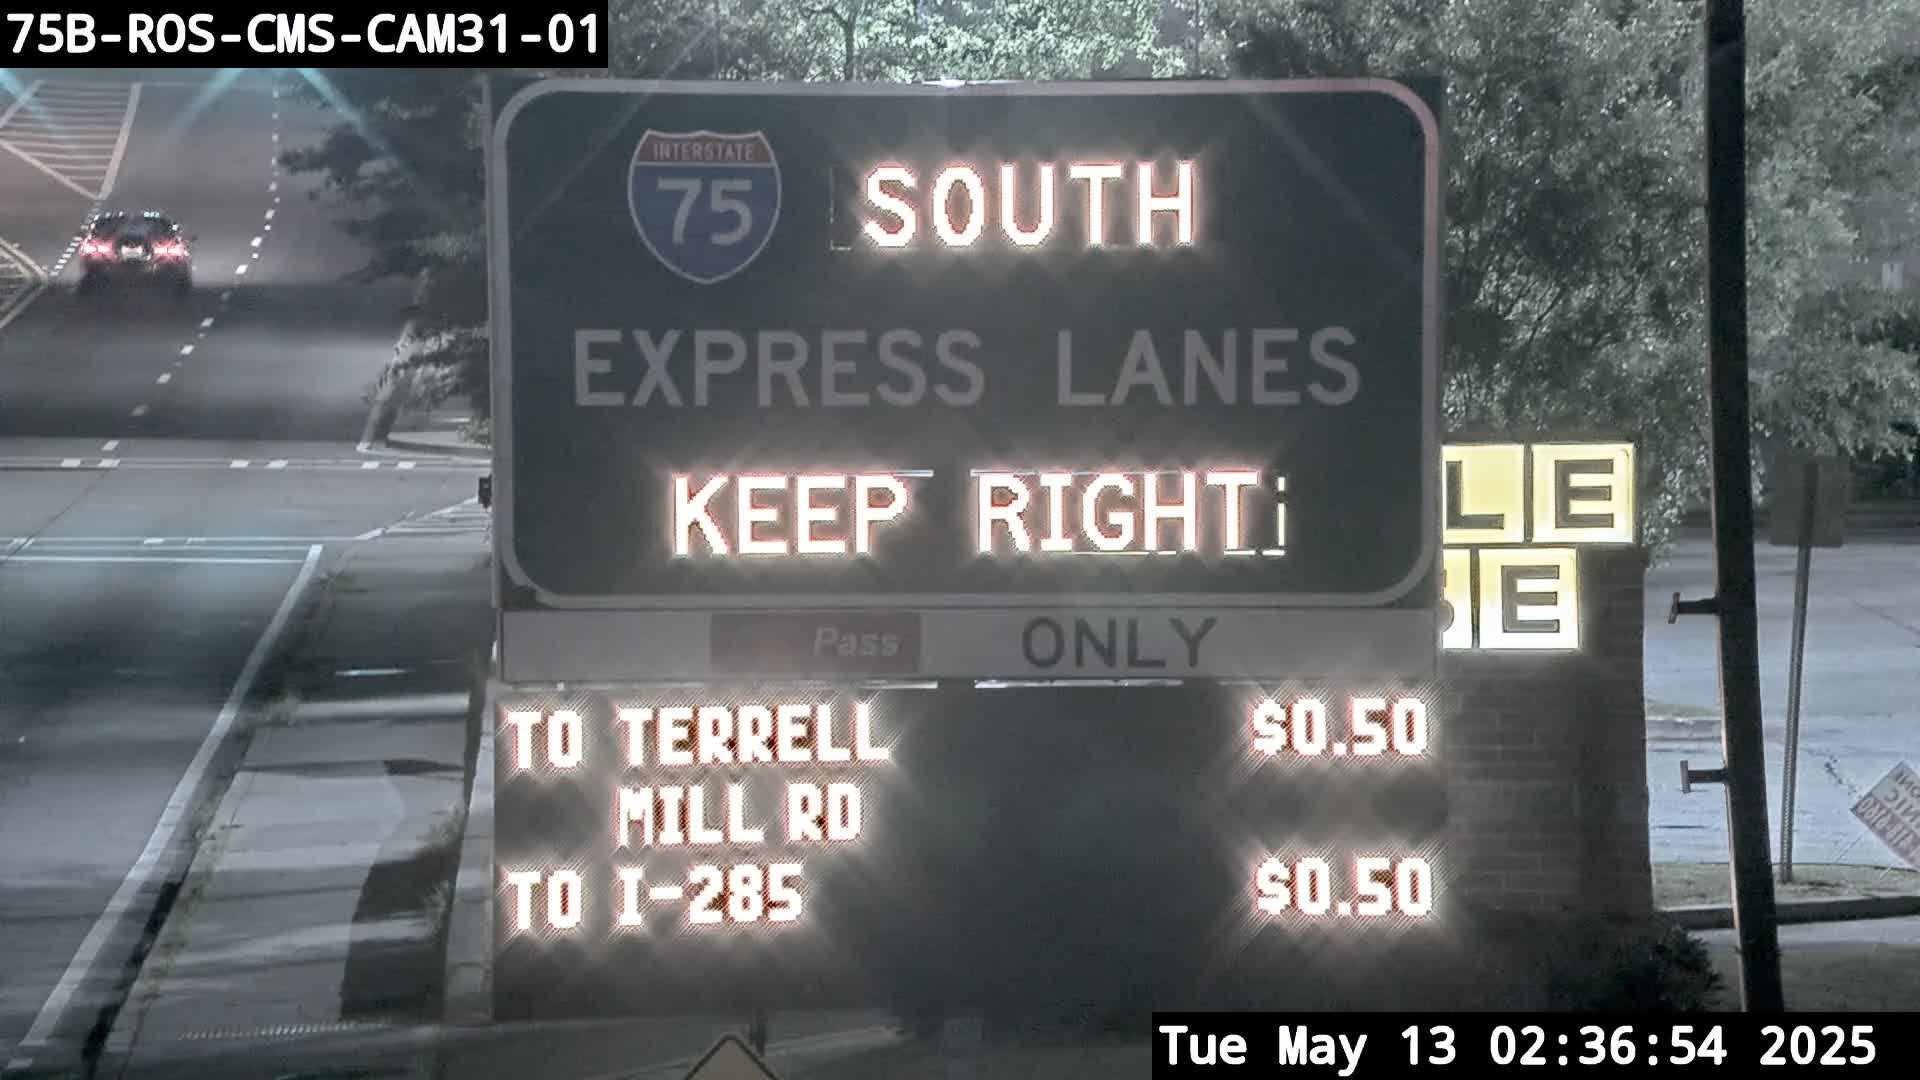 75B-ROS-CMS-CAM31-01
INTERSTATE
75
SOUTH
EXPRESS LANES
KEEP RIGHT
Pass ONLY
TO TERRELL $0.50
MILL RD
TO I-285 $0.50
LE
E
Tue May 13 02:36:54 2025